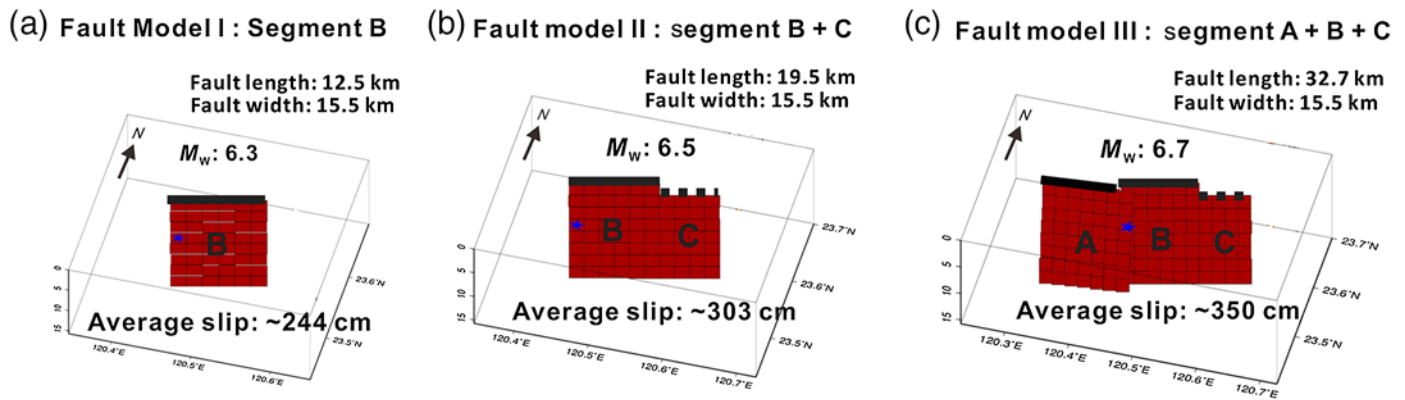 (a) Fault Model I : Segment B
Fault length: 12.5 km
Fault width: 15.5 km
N
Mw: 6.3
B
0
5
10
15
Average slip: ~244 cm
120.4°E
120.5°E
120.6°E
23.5°N
23.6°N
(b) Fault model II : segment B + C
Fault length: 19.5 km
Fault width: 15.5 km
N
Mw: 6.5
B
C
0
5
10
15
Average slip: ~303 cm
120.4°E
120.5°E
120.6°E
120.7°E
23.5°N
23.6°N
23.7°N
(c) Fault model III : segment A + B + C
Fault length: 32.7 km
Fault width: 15.5 km
N
Mw: 6.7
A
B
C
0
5
10
15
Average slip: ~350 cm
120.3°E
120.4°E
120.5°E
120.6°E
120.7°E
23.5°N
23.6°N
23.7°N